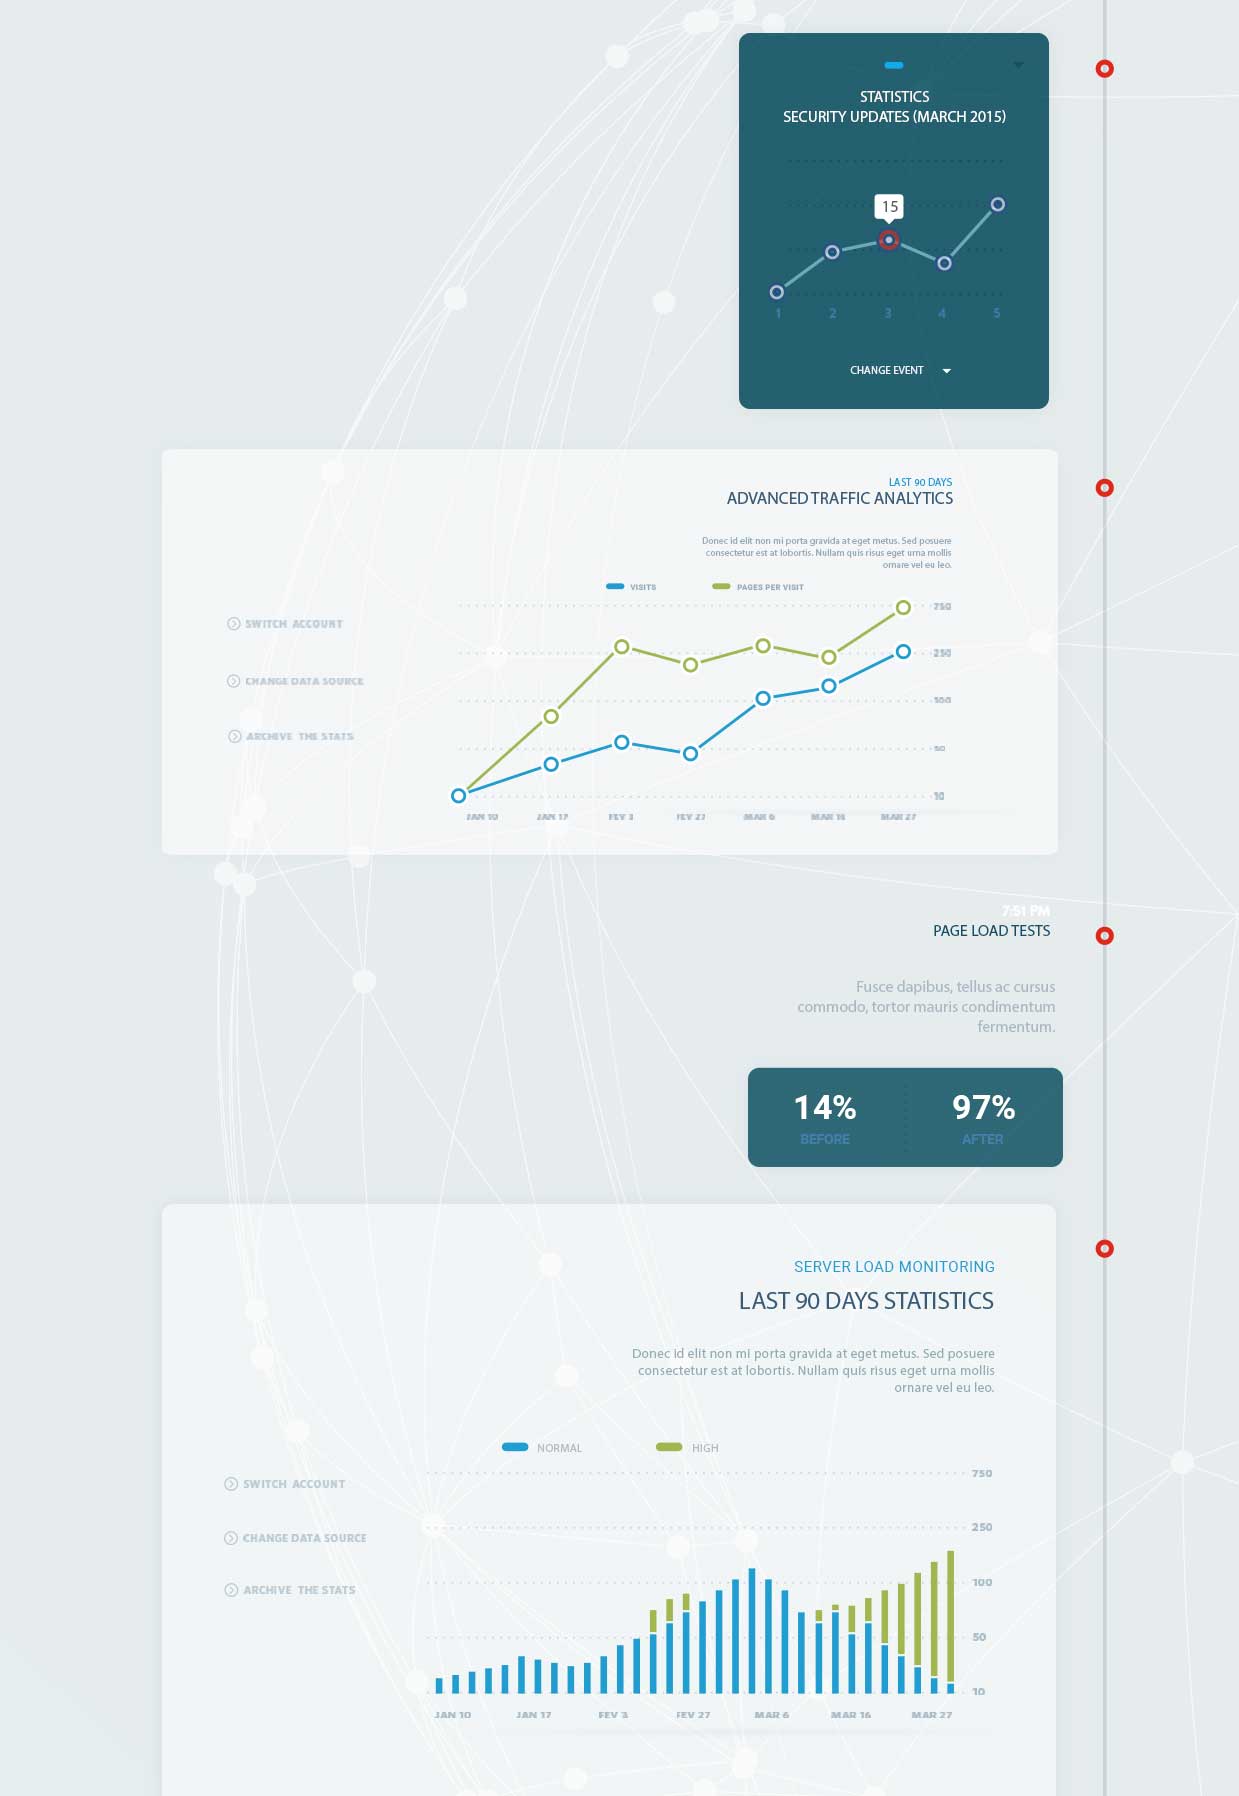 STATISTICS
SECURITY UPDATES (MARCH 2015)
15
1 2 3 4 5
CHANGE EVENT
LAST 90 DAYS
ADVANCED TRAFFIC ANALYTICS
Donec id elit non mi porta gravida at eget metus. Sed posuere
consectetur est at lobortis. Nullam quis risus eget urna mollis
ornare vel eu leo.
VISITS PAGES PER VISIT
750
SWITCH ACCOUNT
250
CHANGE DATA SOURCE
100
ARCHIVE THE STATS
50
10
JAN 10 JAN 17 FEV 3 FEV 27 MAR 6 MAR 16 MAR 27
7:51 PM
PAGE LOAD TESTS
Fusce dapibus, tellus ac cursus
commodo, tortor mauris condimentum
fermentum.
14% 97%
BEFORE AFTER
SERVER LOAD MONITORING
LAST 90 DAYS STATISTICS
Donec id elit non mi porta gravida at eget metus. Sed posuere
consectetur est at lobortis. Nullam quis risus eget urna mollis
ornare vel eu leo.
NORMAL HIGH
750
SWITCH ACCOUNT
250
CHANGE DATA SOURCE
100
ARCHIVE THE STATS
50
10
JAN 10 JAN 17 FEV 3 FEV 27 MAR 6 MAR 16 MAR 27